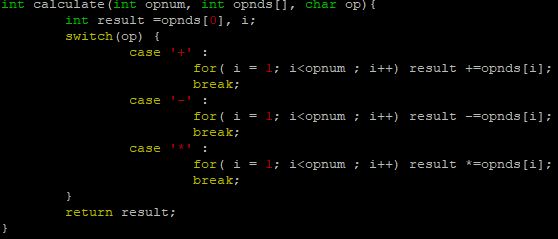 int calculate(int opnum, int opnds[], char op){
int result =opnds[0], i;
switch(op) {
case '+' :
for( i = 1; i<opnum ; i++) result +=opnds[i];
break;
case '-' :
for( i = 1; i<opnum ; i++) result -=opnds[i];
break;
case '*' :
for( i = 1; i<opnum ; i++) result *=opnds[i];
break;
}
return result;
}